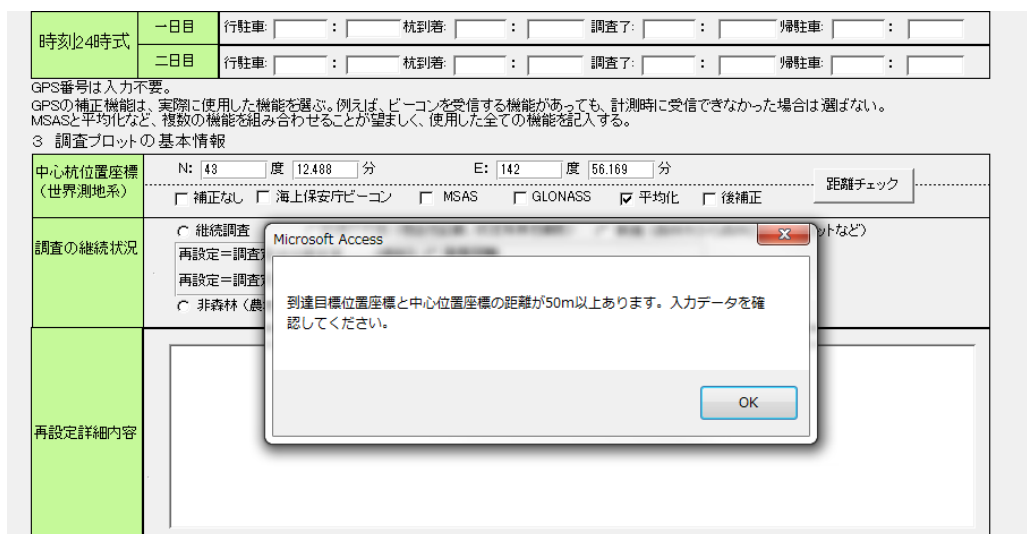 時刻24時式
一日目 行駐車: : 杭到着: : 調査了: : 帰駐車: :
二日目 行駐車: : 杭到着: : 調査了: : 帰駐車: :
GPS番号は入力不要。
GPSの補正機能は、実際に使用した機能を選ぶ。例えば、ビーコンを受信する機能があっても、計測時に受信できなかった場合は選ばない。
MSASと平均化など、複数の機能を組み合わせることが望ましく、使用した全ての機能を記入する。
3 調査プロットの基本情報
中心杭位置座標
(世界測地系)
N: 43 度 12.488 分 E: 142 度 56.169 分
補正なし 海上保安庁ビーコン MSAS GLONASS 平均化 後補正
距離チェック
調査の継続状況
継続調査
ットなど)
再設定=調査
再設定=調査
非森林(農
Microsoft Access
到達目標位置座標と中心位置座標の距離が50m以上あります。入力データを確
認してください。
OK
再設定詳細内容